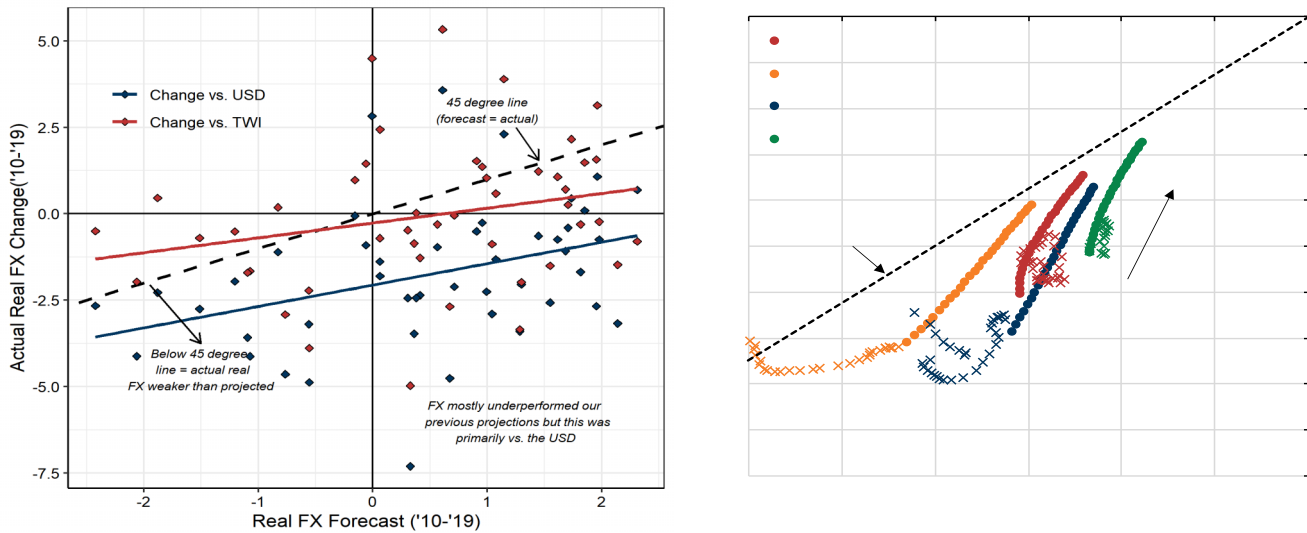 Actual Real FX Change('10-'19)
5.0
2.5
0.0
-2.5
-5.0
-7.5
Change vs. USD
Change vs. TWI
45 degree line
(forecast = actual)
Below 45 degree
line = actual real
FX weaker than projected
FX mostly underperformed our
previous projections but this was
primarily vs. the USD
-2
-1
0
1
2
Real FX Forecast ('10-'19)